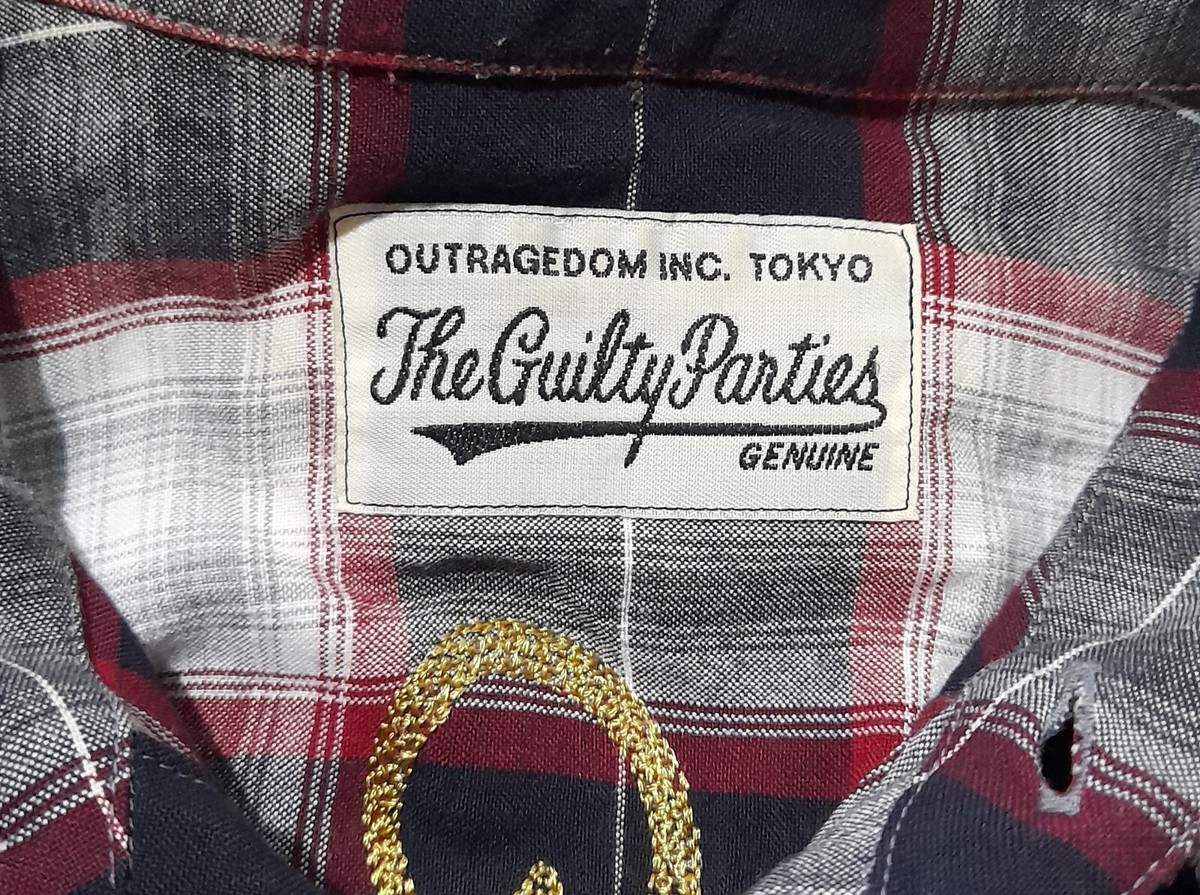 OUTRAGEDOM INC. TOKYO
The Guilty Parties
GENUINE